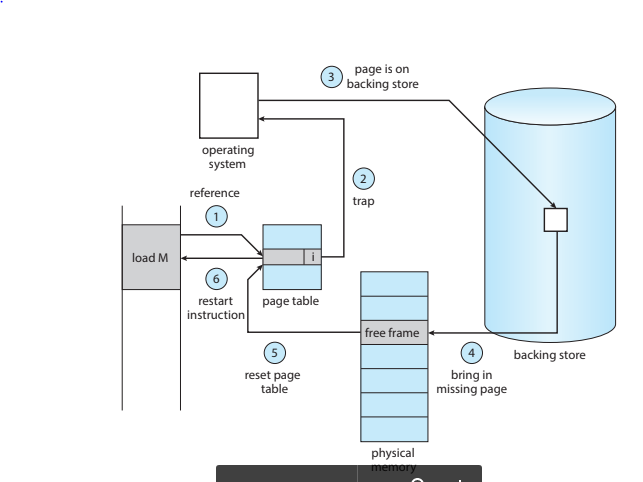 3
page is on
backing store
operating
system
2
trap
reference
1
load M
i
6
restart
instruction
page table
free frame
5
reset page
table
4
bring in
missing page
backing store
physical
memory